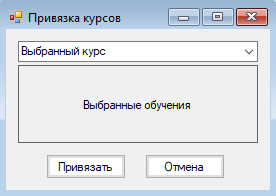 Привязка курсов
Выбранный курс
Выбранные обучения
Привязать
Отмена